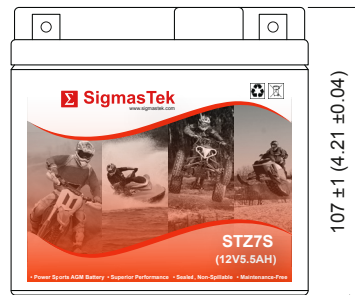 Σ SigmasTek
www.sigmastek.com
STZ7S
(12V5.5AH)
• Power Sports AGM Battery • Superior Performance • Sealed, Non-Spillable • Maintenance-Free
107 ±1 (4.21 ±0.04)